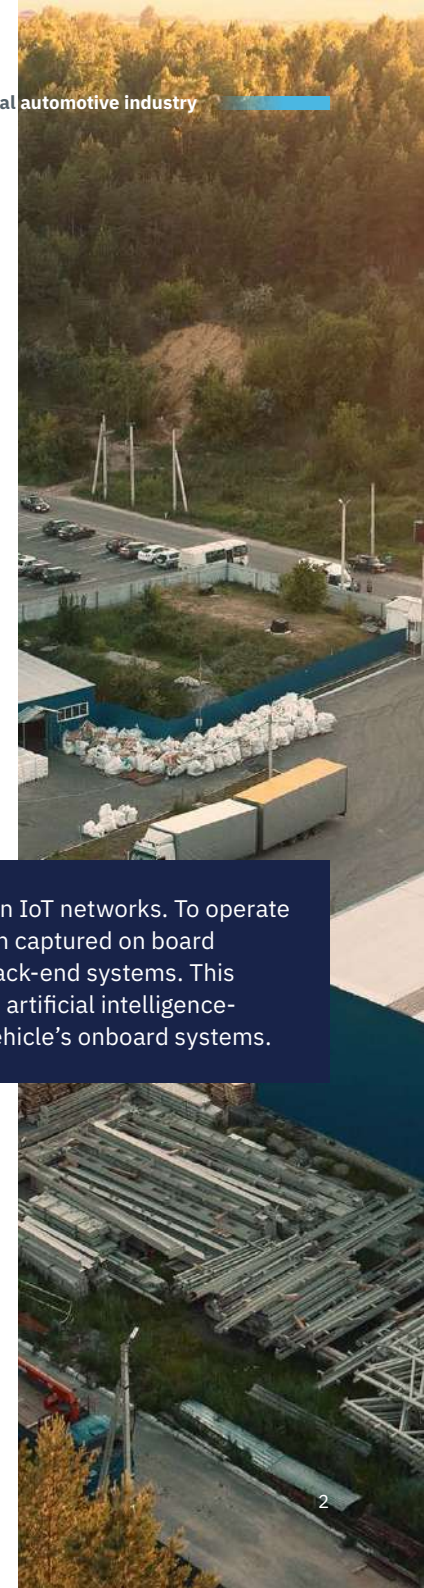 al automotive industry
n IoT networks. To operate
n captured on board
ack-end systems. This
artificial intelligence-
ehicle’s onboard systems.
2